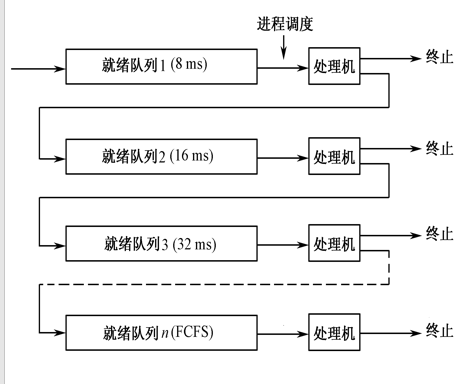 进程调度
就绪队列1 (8 ms)
处理机
终止
就绪队列2 (16 ms)
处理机
终止
就绪队列3 (32 ms)
处理机
终止
就绪队列n (FCFS)
处理机
终止